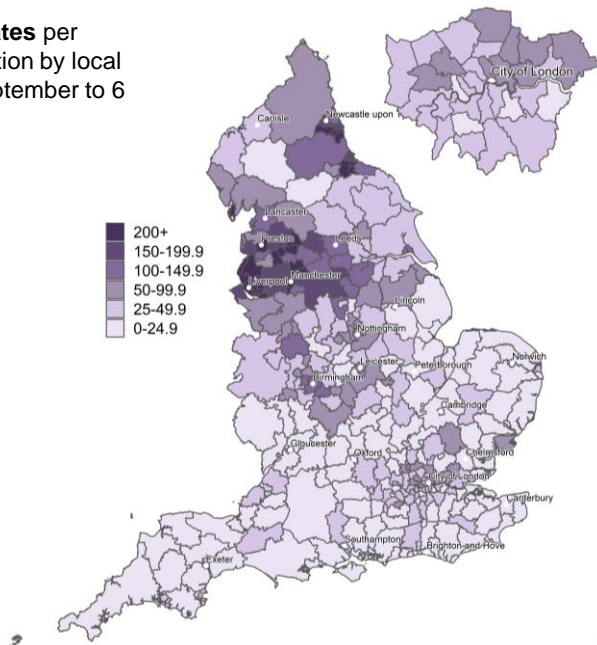 ates per
tion by local
ptember to 6
City of London
Carlisle
Newcastle upon T
Lancaster
Preston
Leeds
200+
150-199.9
100-149.9
50-99.9
25-49.9
0-24.9
Liverpool
Manchester
Lincoln
Nottingham
Leicester
Peterborough
Norwich
Birmingham
Cambridge
Gloucester
Oxford
Chelmsford
City of London
Canterbury
Southampton
Brighton and Hove
Exeter